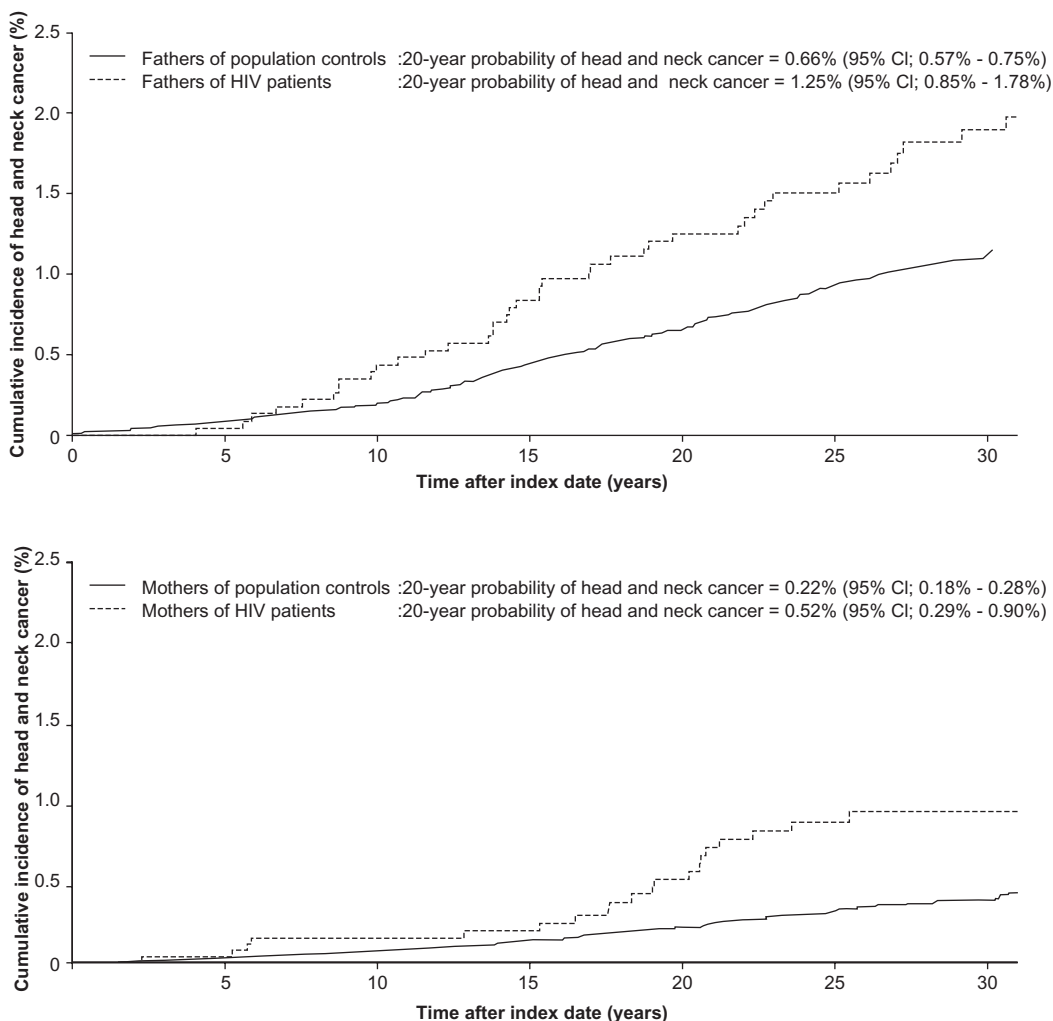 Cumulative incidence of head and neck cancer (%)
2.5
2.0
1.5
1.0
0.5
0
Fathers of population controls :20-year probability of head and neck cancer = 0.66% (95% CI; 0.57% - 0.75%)
Fathers of HIV patients :20-year probability of head and neck cancer = 1.25% (95% CI; 0.85% - 1.78%)
0 5 10 15 20 25 30
Time after index date (years)
Cumulative incidence of head and neck cancer (%)
2.5
2.0
1.5
1.0
0.5
0
Mothers of population controls :20-year probability of head and neck cancer = 0.22% (95% CI; 0.18% - 0.28%)
Mothers of HIV patients :20-year probability of head and neck cancer = 0.52% (95% CI; 0.29% - 0.90%)
5 10 15 20 25 30
Time after index date (years)